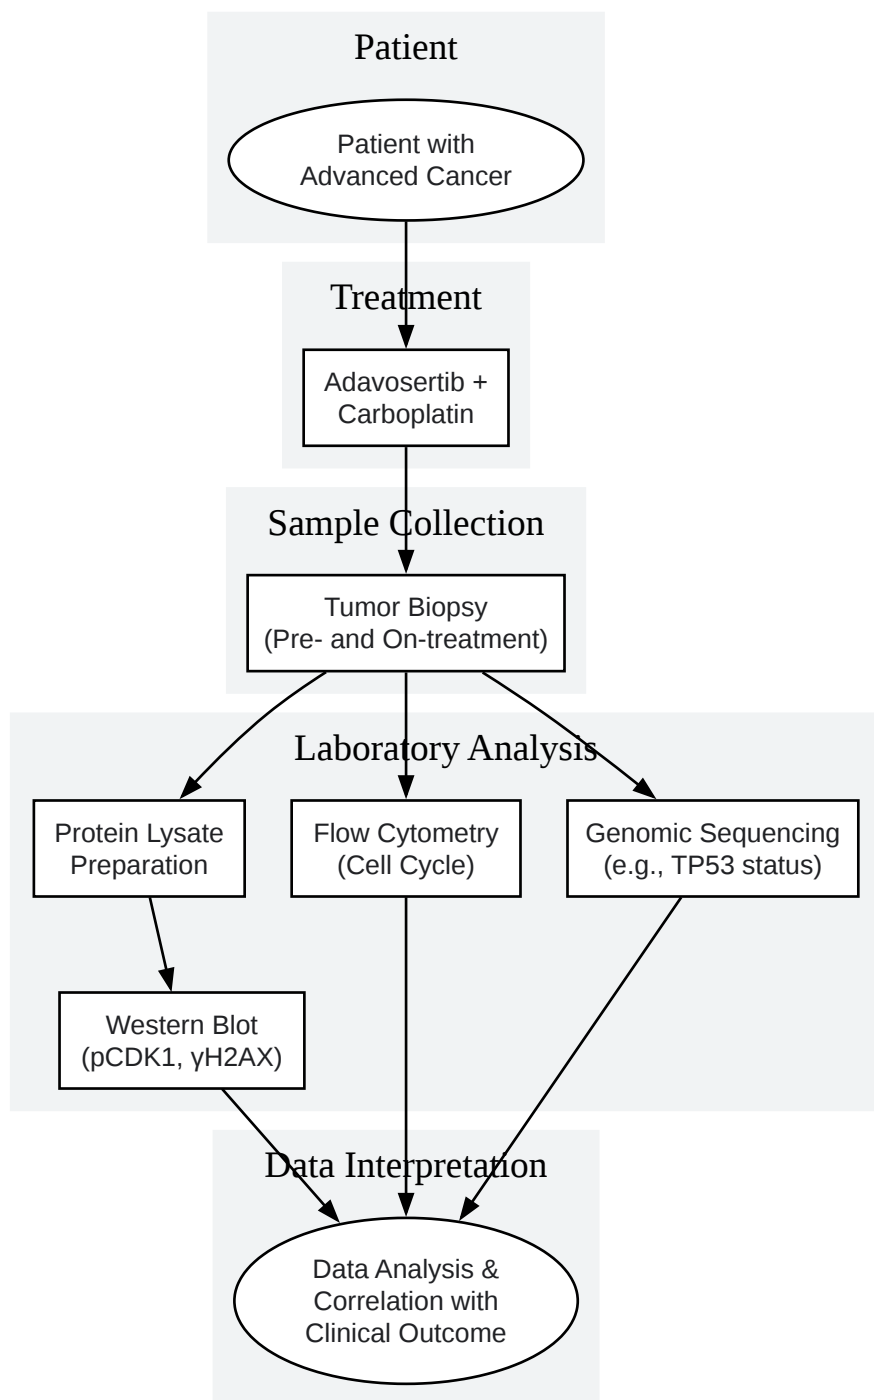 Patient
Patient with
Advanced Cancer
Treatment
Adavosertib +
Carboplatin
Sample Collection
Tumor Biopsy
(Pre- and On-treatment)
Laboratory Analysis
Protein Lysate
Preparation
Flow Cytometry
(Cell Cycle)
Genomic Sequencing
(e.g., TP53 status)
Western Blot
(pCDK1, γH2AX)
Data Interpretation
Data Analysis &
Correlation with
Clinical Outcome